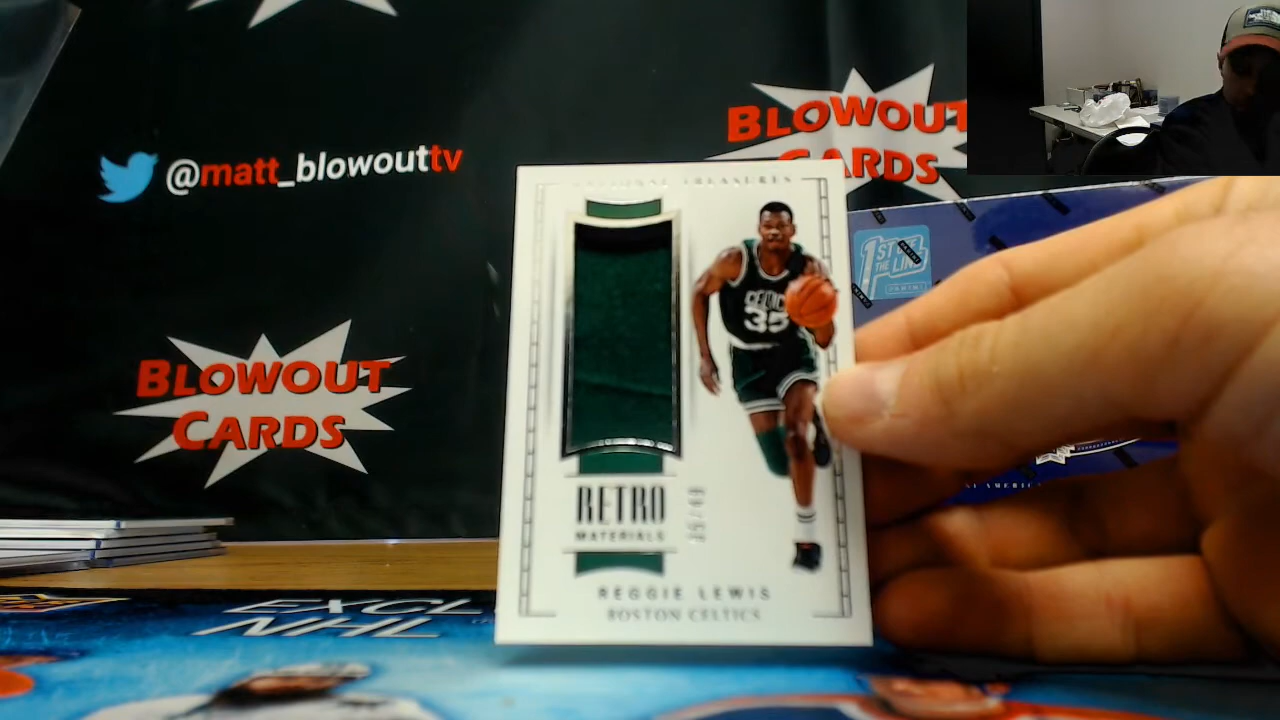 @matt_blowouttv
BLOWOUT
CARDS
BLOWOUT
CARDS
NATIONAL TREASURES
CELTICS
35
RETRO
MATERIALS
REGGIE LEWIS
BOSTON CELTICS
1ST OFF
THE LINE
PANINI
EXCL
NHL